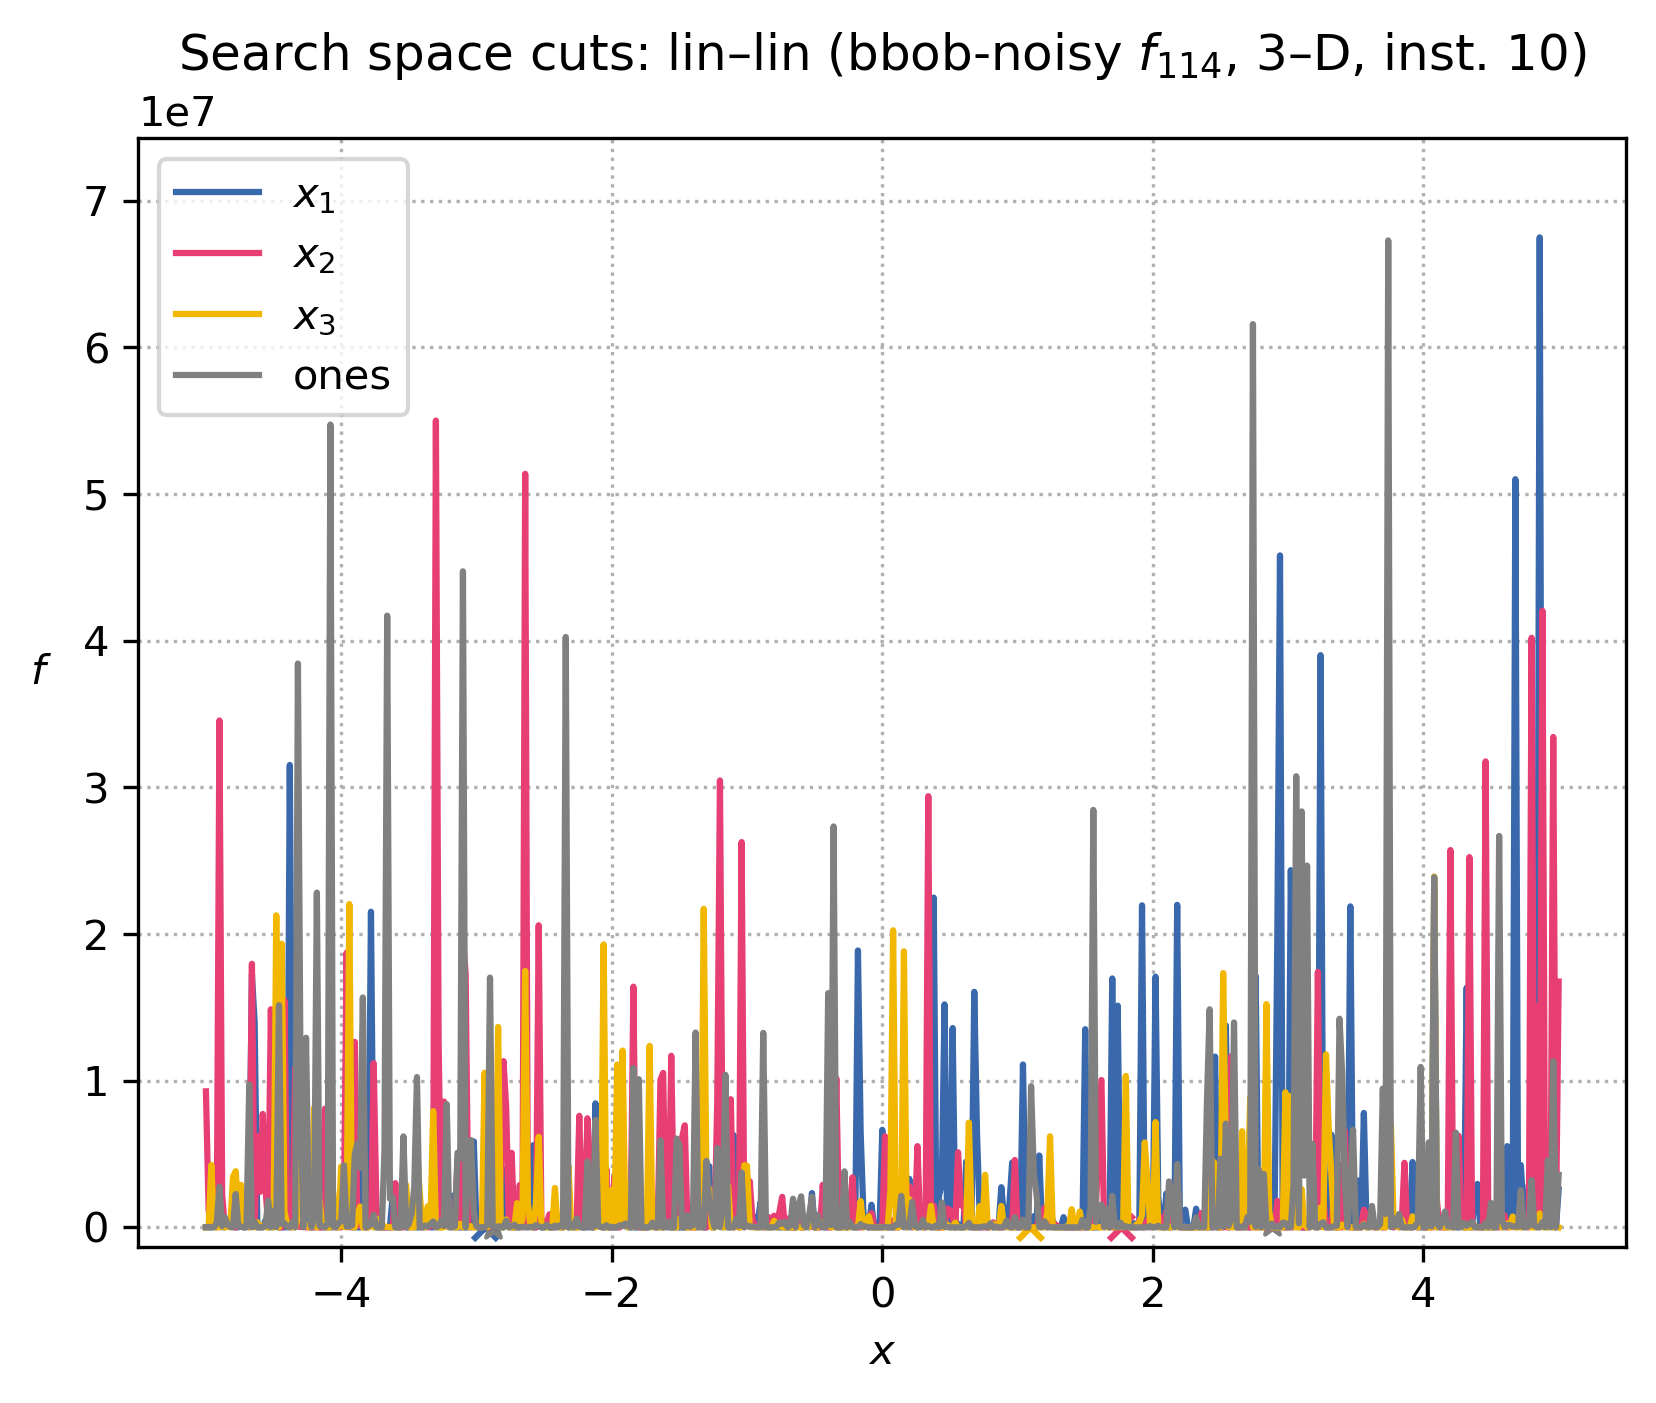 Search space cuts: lin–lin (bbob-noisy f₁₁₄, 3–D, inst. 10)
1e7
x₁
x₂
x₃
ones
7
6
5
4
3
2
1
0
f
−4 −2 0 2 4
x